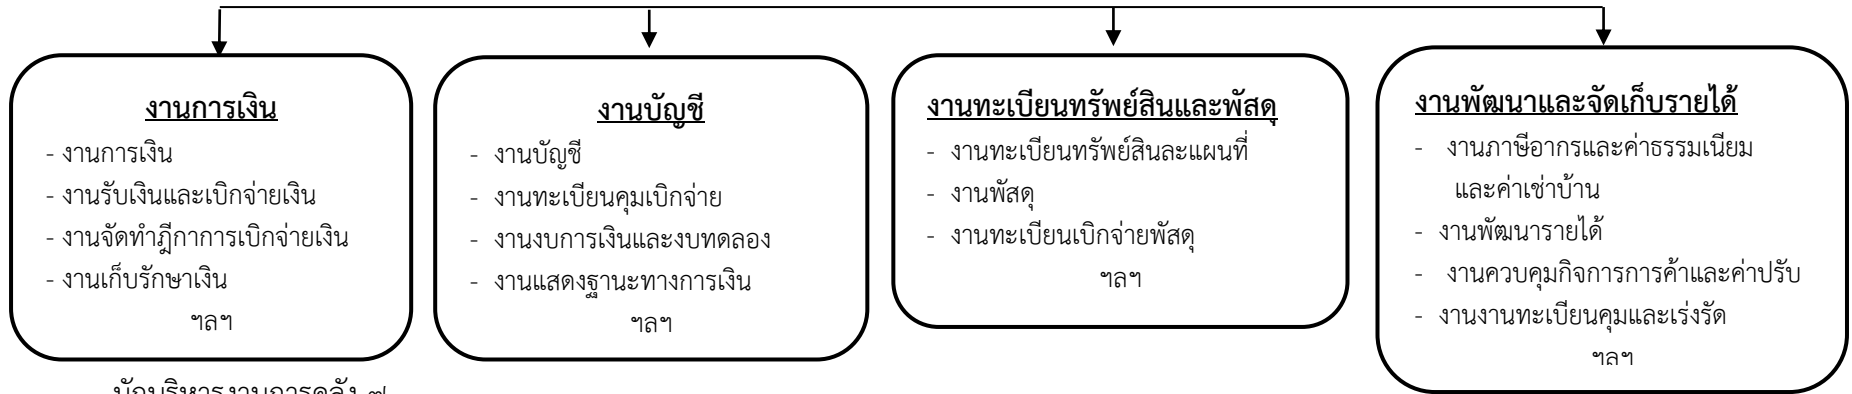 งานการเงิน
- งานการเงิน
- งานรับเงินและเบิกจ่ายเงิน
- งานจัดทำฎีกาการเบิกจ่ายเงิน
- งานเก็บรักษาเงิน
ฯลฯ
งานบัญชี
- งานบัญชี
- งานทะเบียนคุมเบิกจ่าย
- งานงบการเงินและงบทดลอง
- งานแสดงฐานะทางการเงิน
ฯลฯ
งานทะเบียนทรัพย์สินและพัสดุ
- งานทะเบียนทรัพย์สินละแผนที่
- งานพัสดุ
- งานทะเบียนเบิกจ่ายพัสดุ
ฯลฯ
งานพัฒนาและจัดเก็บรายได้
- งานภาษีอากรและค่าธรรมเนียม
และค่าเช่าบ้าน
- งานพัฒนารายได้
- งานควบคุมกิจการการค้าและค่าปรับ
- งานงานทะเบียนคุมและเร่งรัด
ฯลฯ
นักบริหารงานการคลัง